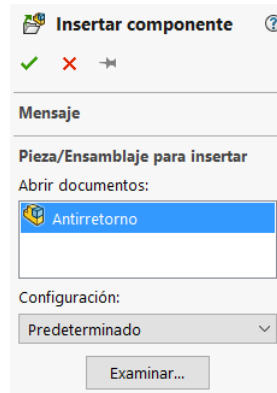 Insertar componente
Mensaje
Pieza/Ensamblaje para insertar
Abrir documentos:
Antirretorno
Configuración:
Predeterminado
Examinar...